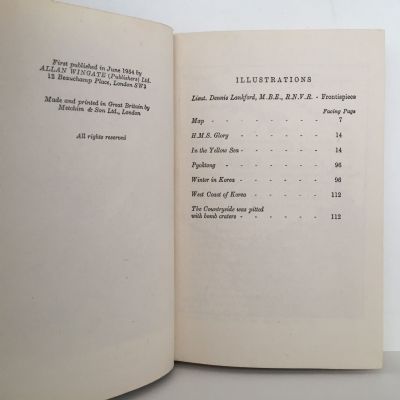 First published in June 1954 by
ALLAN WINGATE (Publishers) Ltd.
12 Beauchamp Place, London SW3
Made and printed in Great Britain by
Metchim & Son Ltd., London
All rights reserved
ILLUSTRATIONS
Lieut. Dennis Lankford, M.B.E., R.N.V.R. - Frontispiece
Facing Page
Map - - - - - - - 7
H.M.S. Glory - - - - - - 14
In the Yellow Sea - - - - - 14
Pyoktong - - - - - - 96
Winter in Korea - - - - - 96
West Coast of Korea - - - - 112
The Countryside was pitted
with bomb craters - - - - - 112